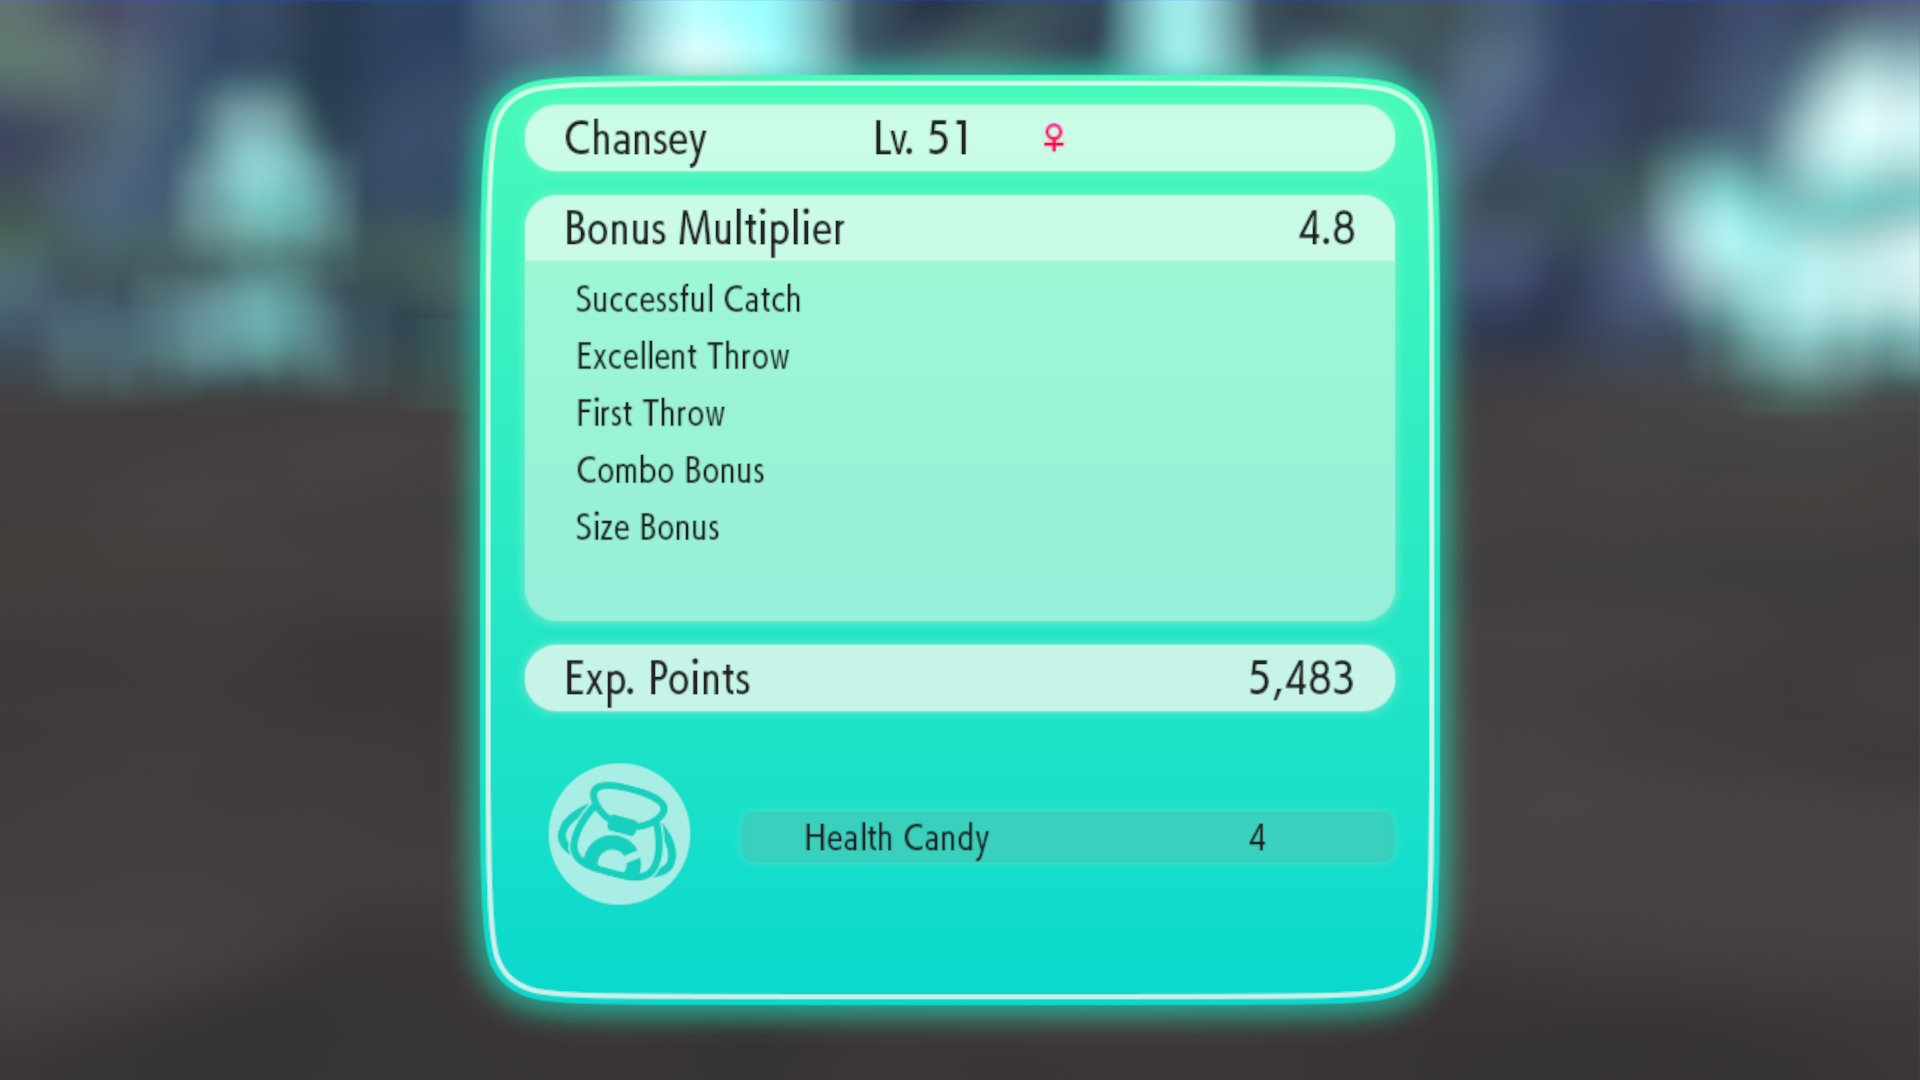 Chansey Lv. 51 ♀
Bonus Multiplier 4.8
Successful Catch
Excellent Throw
First Throw
Combo Bonus
Size Bonus
Exp. Points 5,483
Health Candy 4